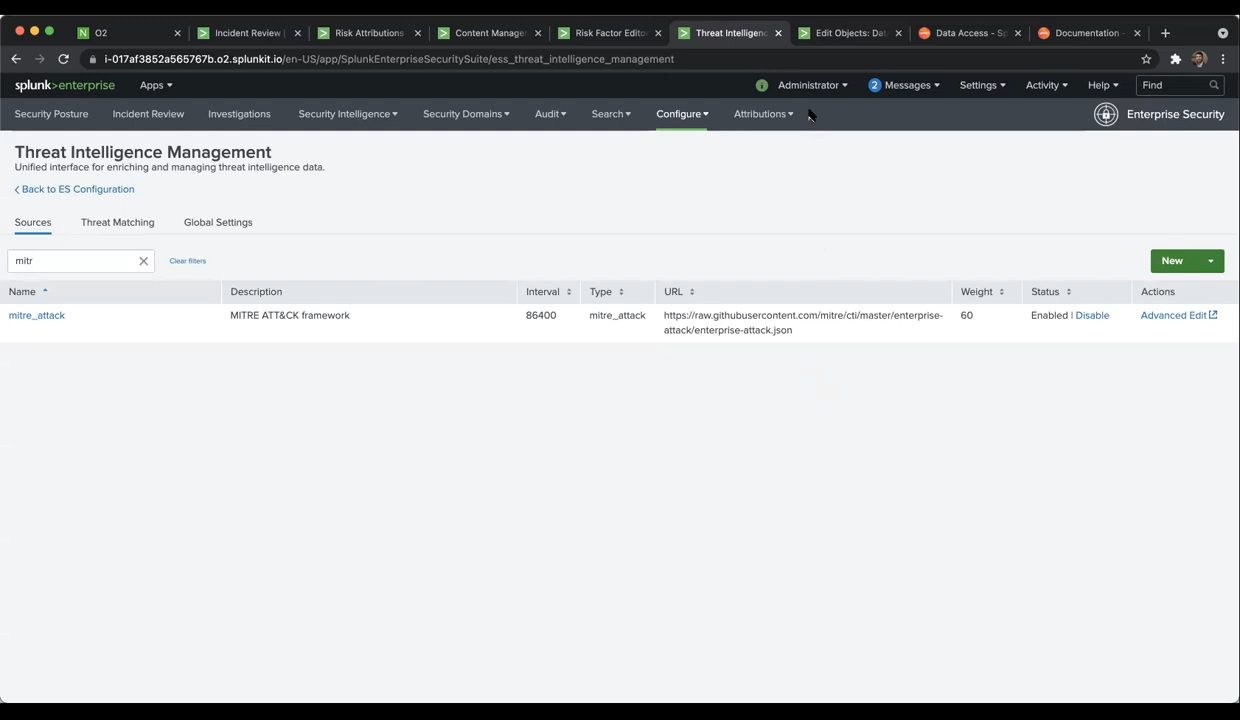 O2
Incident Review |
Risk Attributions
Content Manage
Risk Factor Editor
Threat Intelligenc
Edit Objects: Dat
Data Access - Sp
Documentation -
i-017af3852a565767b.o2.splunkit.io/en-US/app/SplunkEnterpriseSecuritySuite/ess_threat_intelligence_management
splunk>enterprise Apps
i Administrator 2 Messages Settings Activity Help Find
Security Posture Incident Review Investigations Security Intelligence Security Domains Audit Search Configure Attributions Enterprise Security
Threat Intelligence Management
Unified interface for enriching and managing threat intelligence data.
Back to ES Configuration
Sources Threat Matching Global Settings
mitr Clear filters New
Name Description Interval Type URL Weight Status Actions
mitre_attack MITRE ATT&CK framework 86400 mitre_attack https://raw.githubusercontent.com/mitre/cti/master/enterprise- 60 Enabled | Disable Advanced Edit
attack/enterprise-attack.json